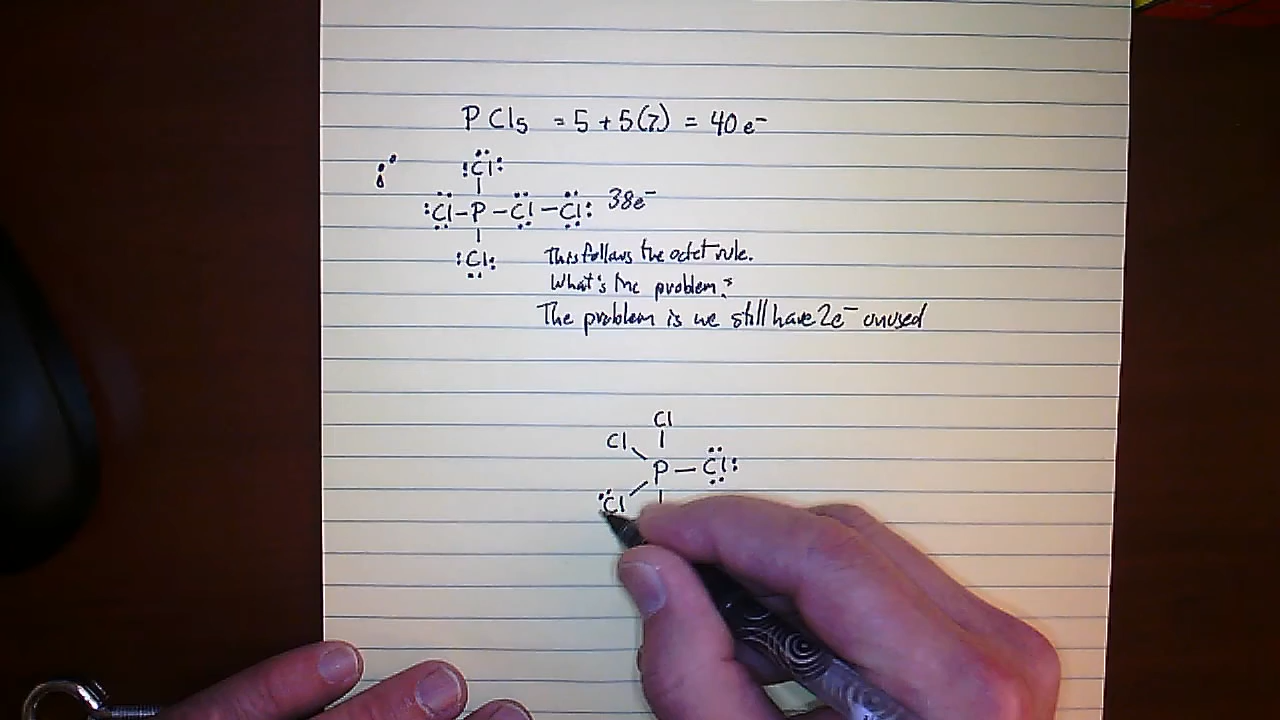 PCl5 = 5 + 5(7) = 40 e-
Cl
Cl-P-Cl-Cl: 38e-
Cl
This follows the octet rule.
What's the problem?
The problem is we still have 2e- unused
Cl
Cl
P-Cl:
Cl